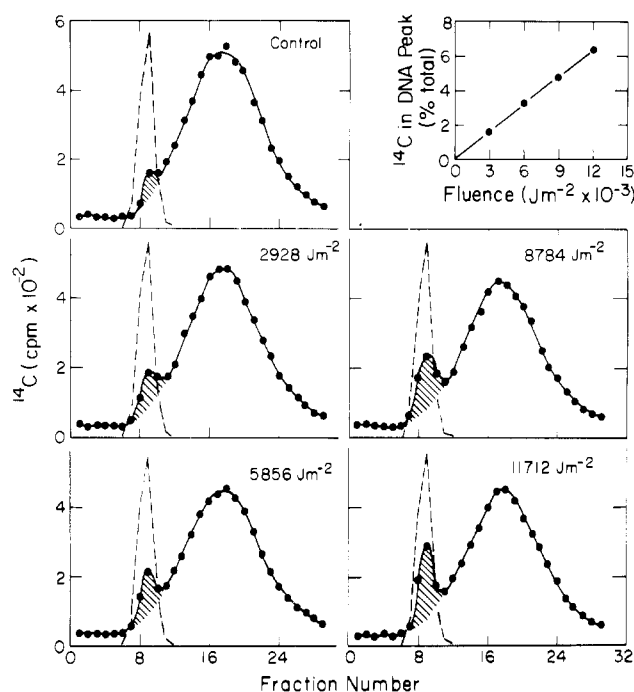 Control
6
4
2
0
¹⁴C in DNA Peak
(% total)
8
6
4
2
0
0 3 6 9 12 15
Fluence (Jm⁻² x 10⁻³)
2928 Jm⁻²
4
2
0
8784 Jm⁻²
¹⁴C (cpm x 10⁻²)
5856 Jm⁻²
4
2
0
0 8 16 24
11712 Jm⁻²
0 8 16 24 32
Fraction Number